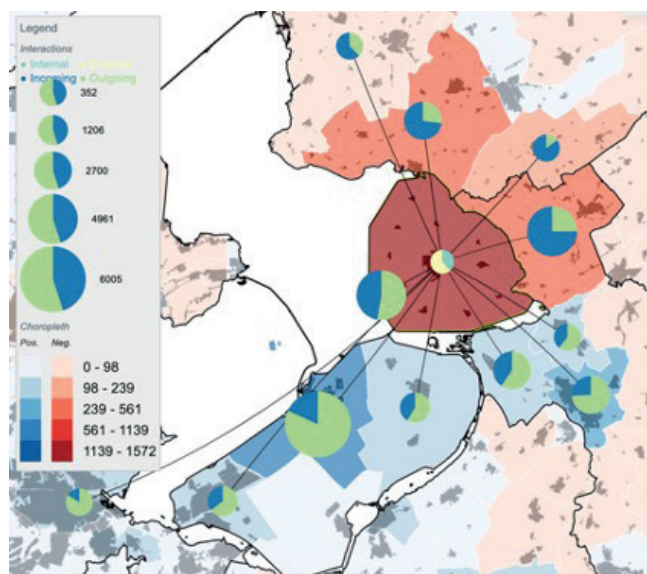 Legend
Interactions
Internal External
Incoming Outgoing
352
1206
2700
4961
6005
Choropleth
Pos. Neg.
0 - 98
98 - 239
239 - 561
561 - 1139
1139 - 1572